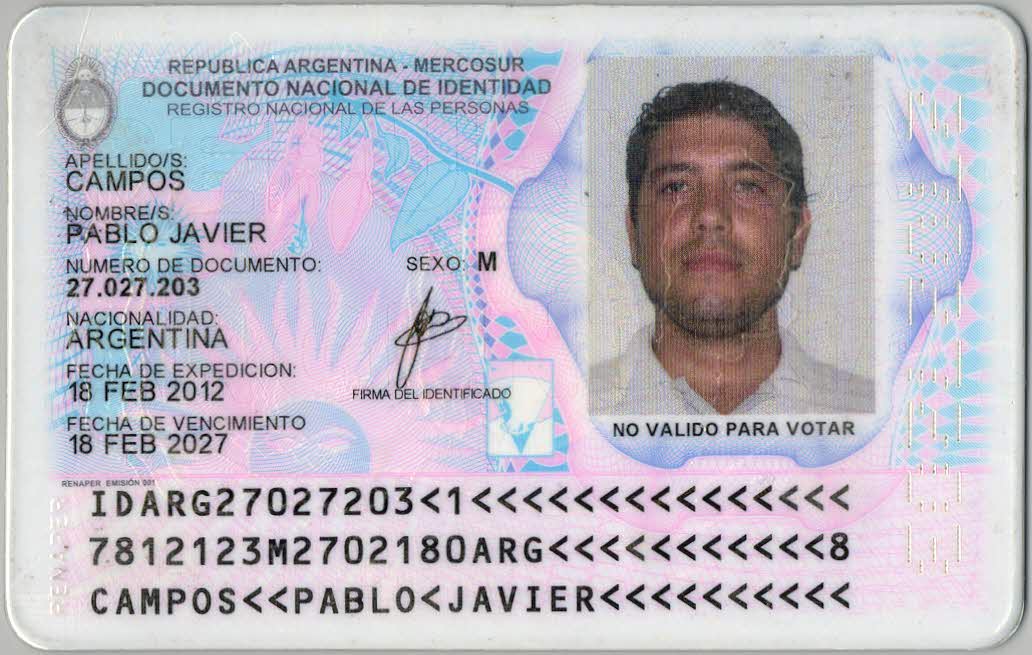 REPUBLICA ARGENTINA - MERCOSUR
DOCUMENTO NACIONAL DE IDENTIDAD
REGISTRO NACIONAL DE LAS PERSONAS
APELLIDO/S:
CAMPOS
NOMBRE/S:
PABLO JAVIER
NUMERO DE DOCUMENTO:
27.027.203
SEXO: M
NACIONALIDAD:
ARGENTINA
FECHA DE EXPEDICION:
18 FEB 2012
FIRMA DEL IDENTIFICADO
FECHA DE VENCIMIENTO
18 FEB 2027
NO VALIDO PARA VOTAR
RENAPER EMISIÓN 001
IDARG27027203<1<<<<<<<<<<<<<<<
7812123M2702180ARG<<<<<<<<<<<8
CAMPOS<<PABLO<JAVIER<<<<<<<<<<
RENAPER